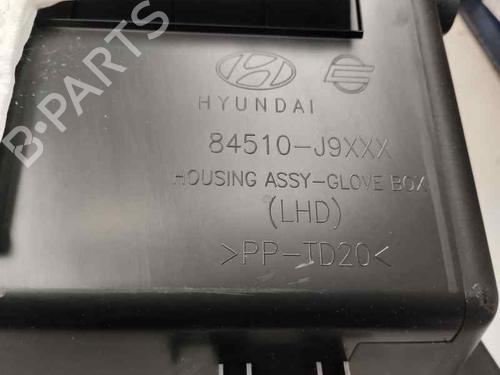 B-PARTS
HYUNDAI
84510-J9XXX
HOUSING ASSY-GLOVE BOX
(LHD)
>PP-TD20<